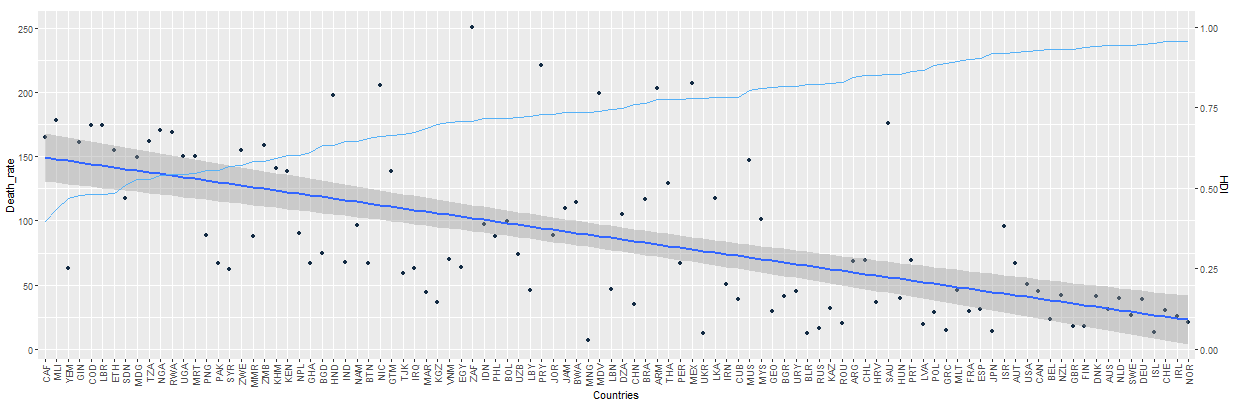 250
200
150
100
50
0
Death_rate
1.00
0.75
0.50
0.25
0.00
HDI
CAF MLI YEM GIN COD LBR ETH SDN MDG TZA NGA RWA UGA MRT PNG PAK SYR ZWE MMR ZMB KHM KEN NPL GHA BGD HND IND NAM BTN NIC GTM TJK IRQ MAR KGZ VNM EGY ZAF IDN PHL BOL UZB LBY PRY JOR JAM BWA MNG MDV LBN DZA CHN BRA ARM THA PER MEX UKR LKA IRN CUB MUS MYS GEO BGR URY BLR RUS KAZ ROU ARG CHL HRV SAU HUN PRT LVA POL GRC MLT FRA ESP JPN ISR AUT USA CAN BEL NZL GBR FIN DNK AUS NLD SWE DEU ISL CHE IRL NOR
Countries